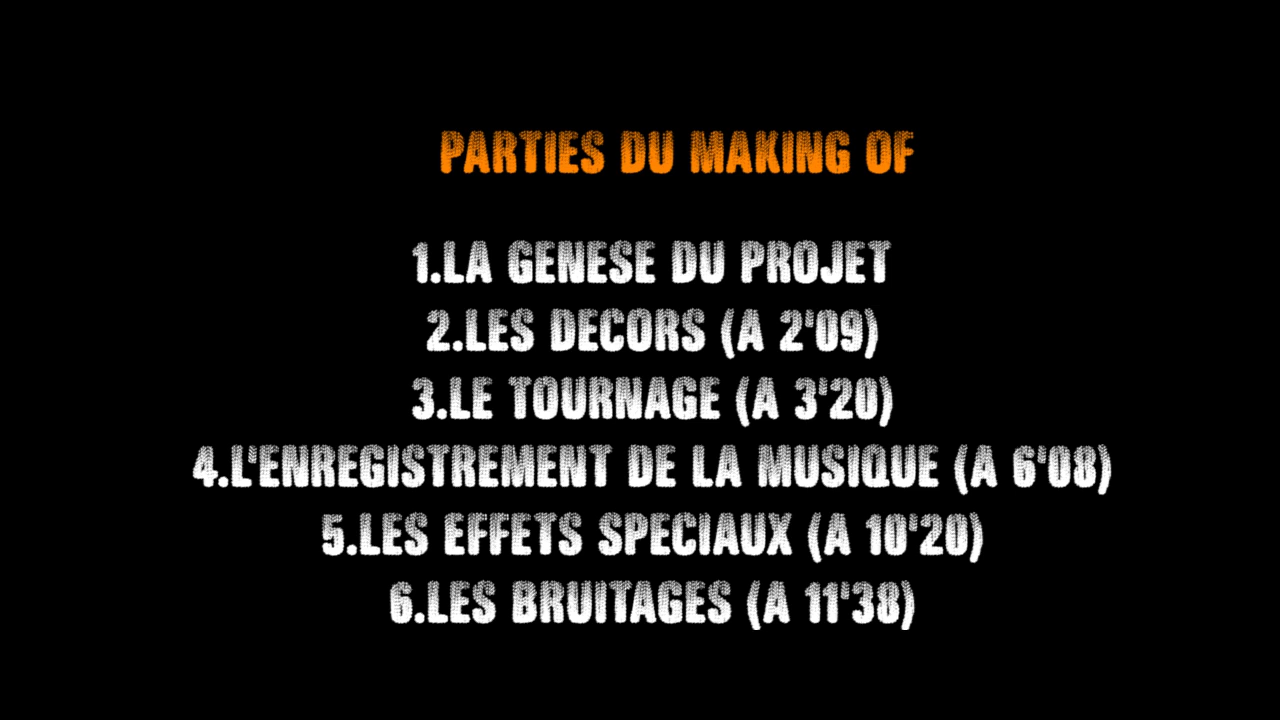 PARTIES DU MAKING OF
1.LA GENESE DU PROJET
2.LES DECORS (A 2'09)
3.LE TOURNAGE (A 3'20)
4.L'ENREGISTREMENT DE LA MUSIQUE (A 6'08)
5.LES EFFETS SPECIAUX (A 10'20)
6.LES BRUITAGES (A 11'38)